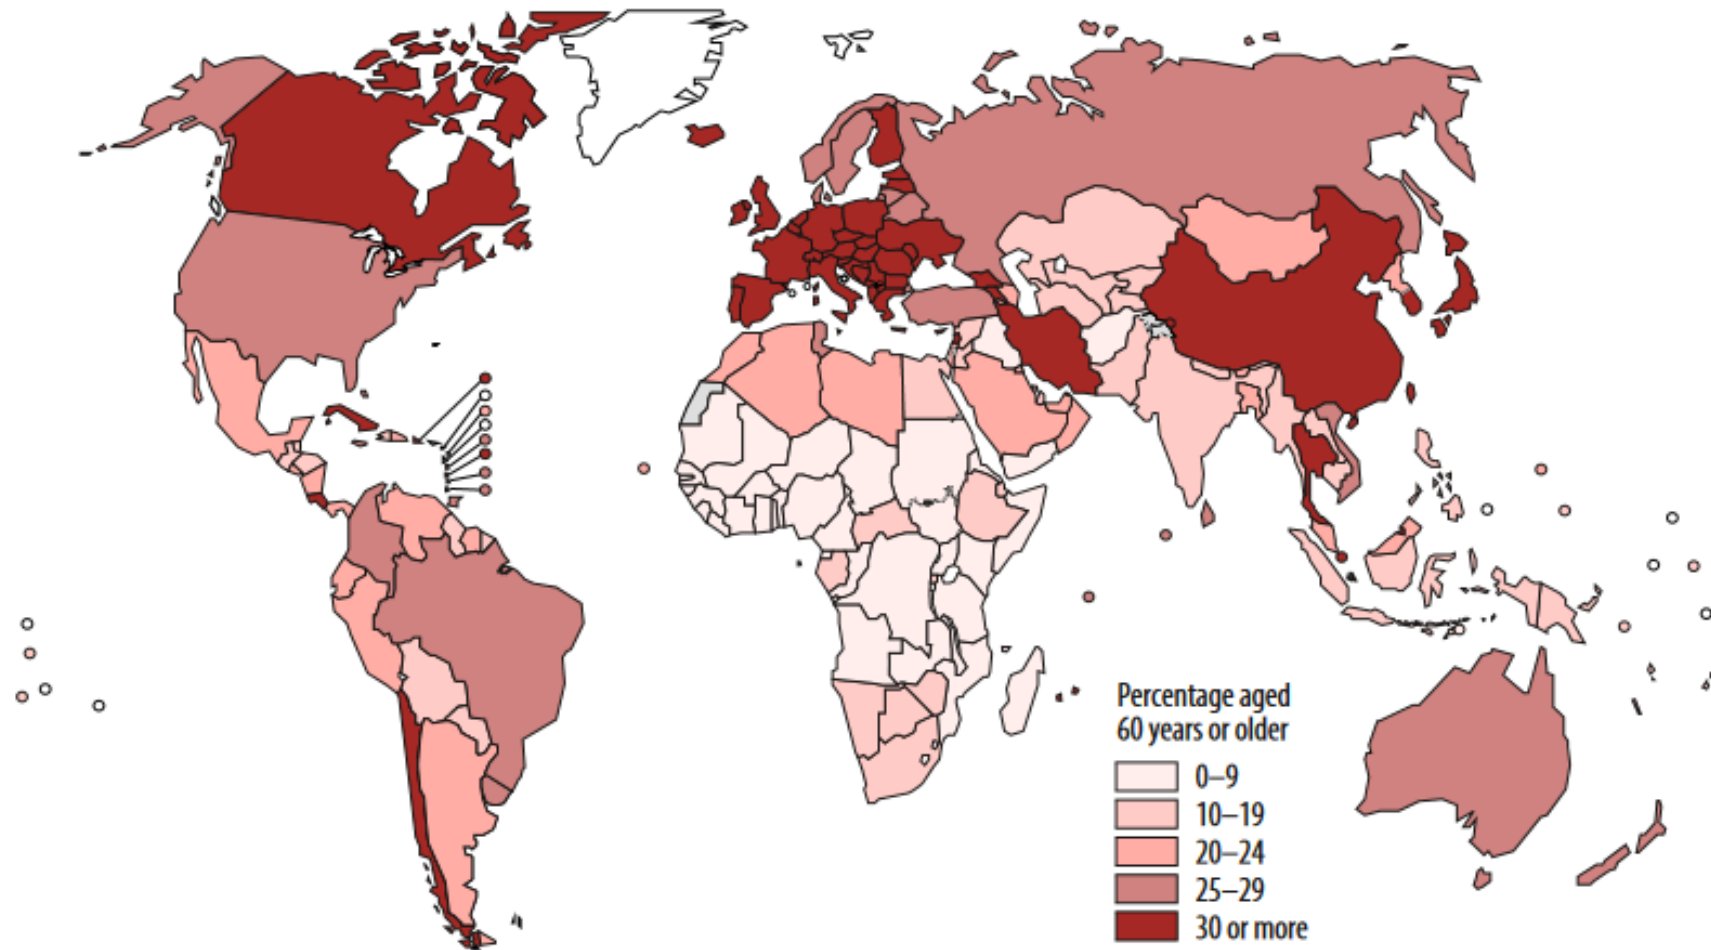 Percentage aged
60 years or older
0–9
10–19
20–24
25–29
30 or more